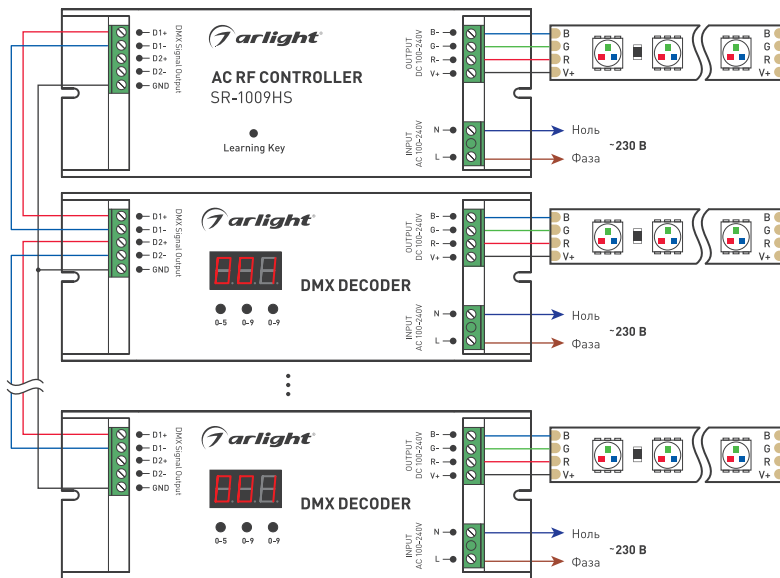 D1+
D1-
D2+
D2-
GND
DMX Signal Output
arlight®
AC RF CONTROLLER
SR-1009HS
Learning Key
OUTPUT
DC 100-240V
B-
G-
R-
V+
INPUT
AC 100-240V
N
L
B
G
R
V+
B
G
R
V+
Ноль
Фаза
~230 В
D1+
D1-
D2+
D2-
GND
DMX Signal Output
arlight®
001
0-5 0-9 0-9
DMX DECODER
OUTPUT
DC 100-240V
B-
G-
R-
V+
INPUT
AC 100-240V
N
L
B
G
R
V+
B
G
R
V+
Ноль
Фаза
~230 В
D1+
D1-
D2+
D2-
GND
DMX Signal Output
arlight®
001
0-5 0-9 0-9
DMX DECODER
OUTPUT
DC 100-240V
B-
G-
R-
V+
INPUT
AC 100-240V
N
L
B
G
R
V+
B
G
R
V+
Ноль
Фаза
~230 В